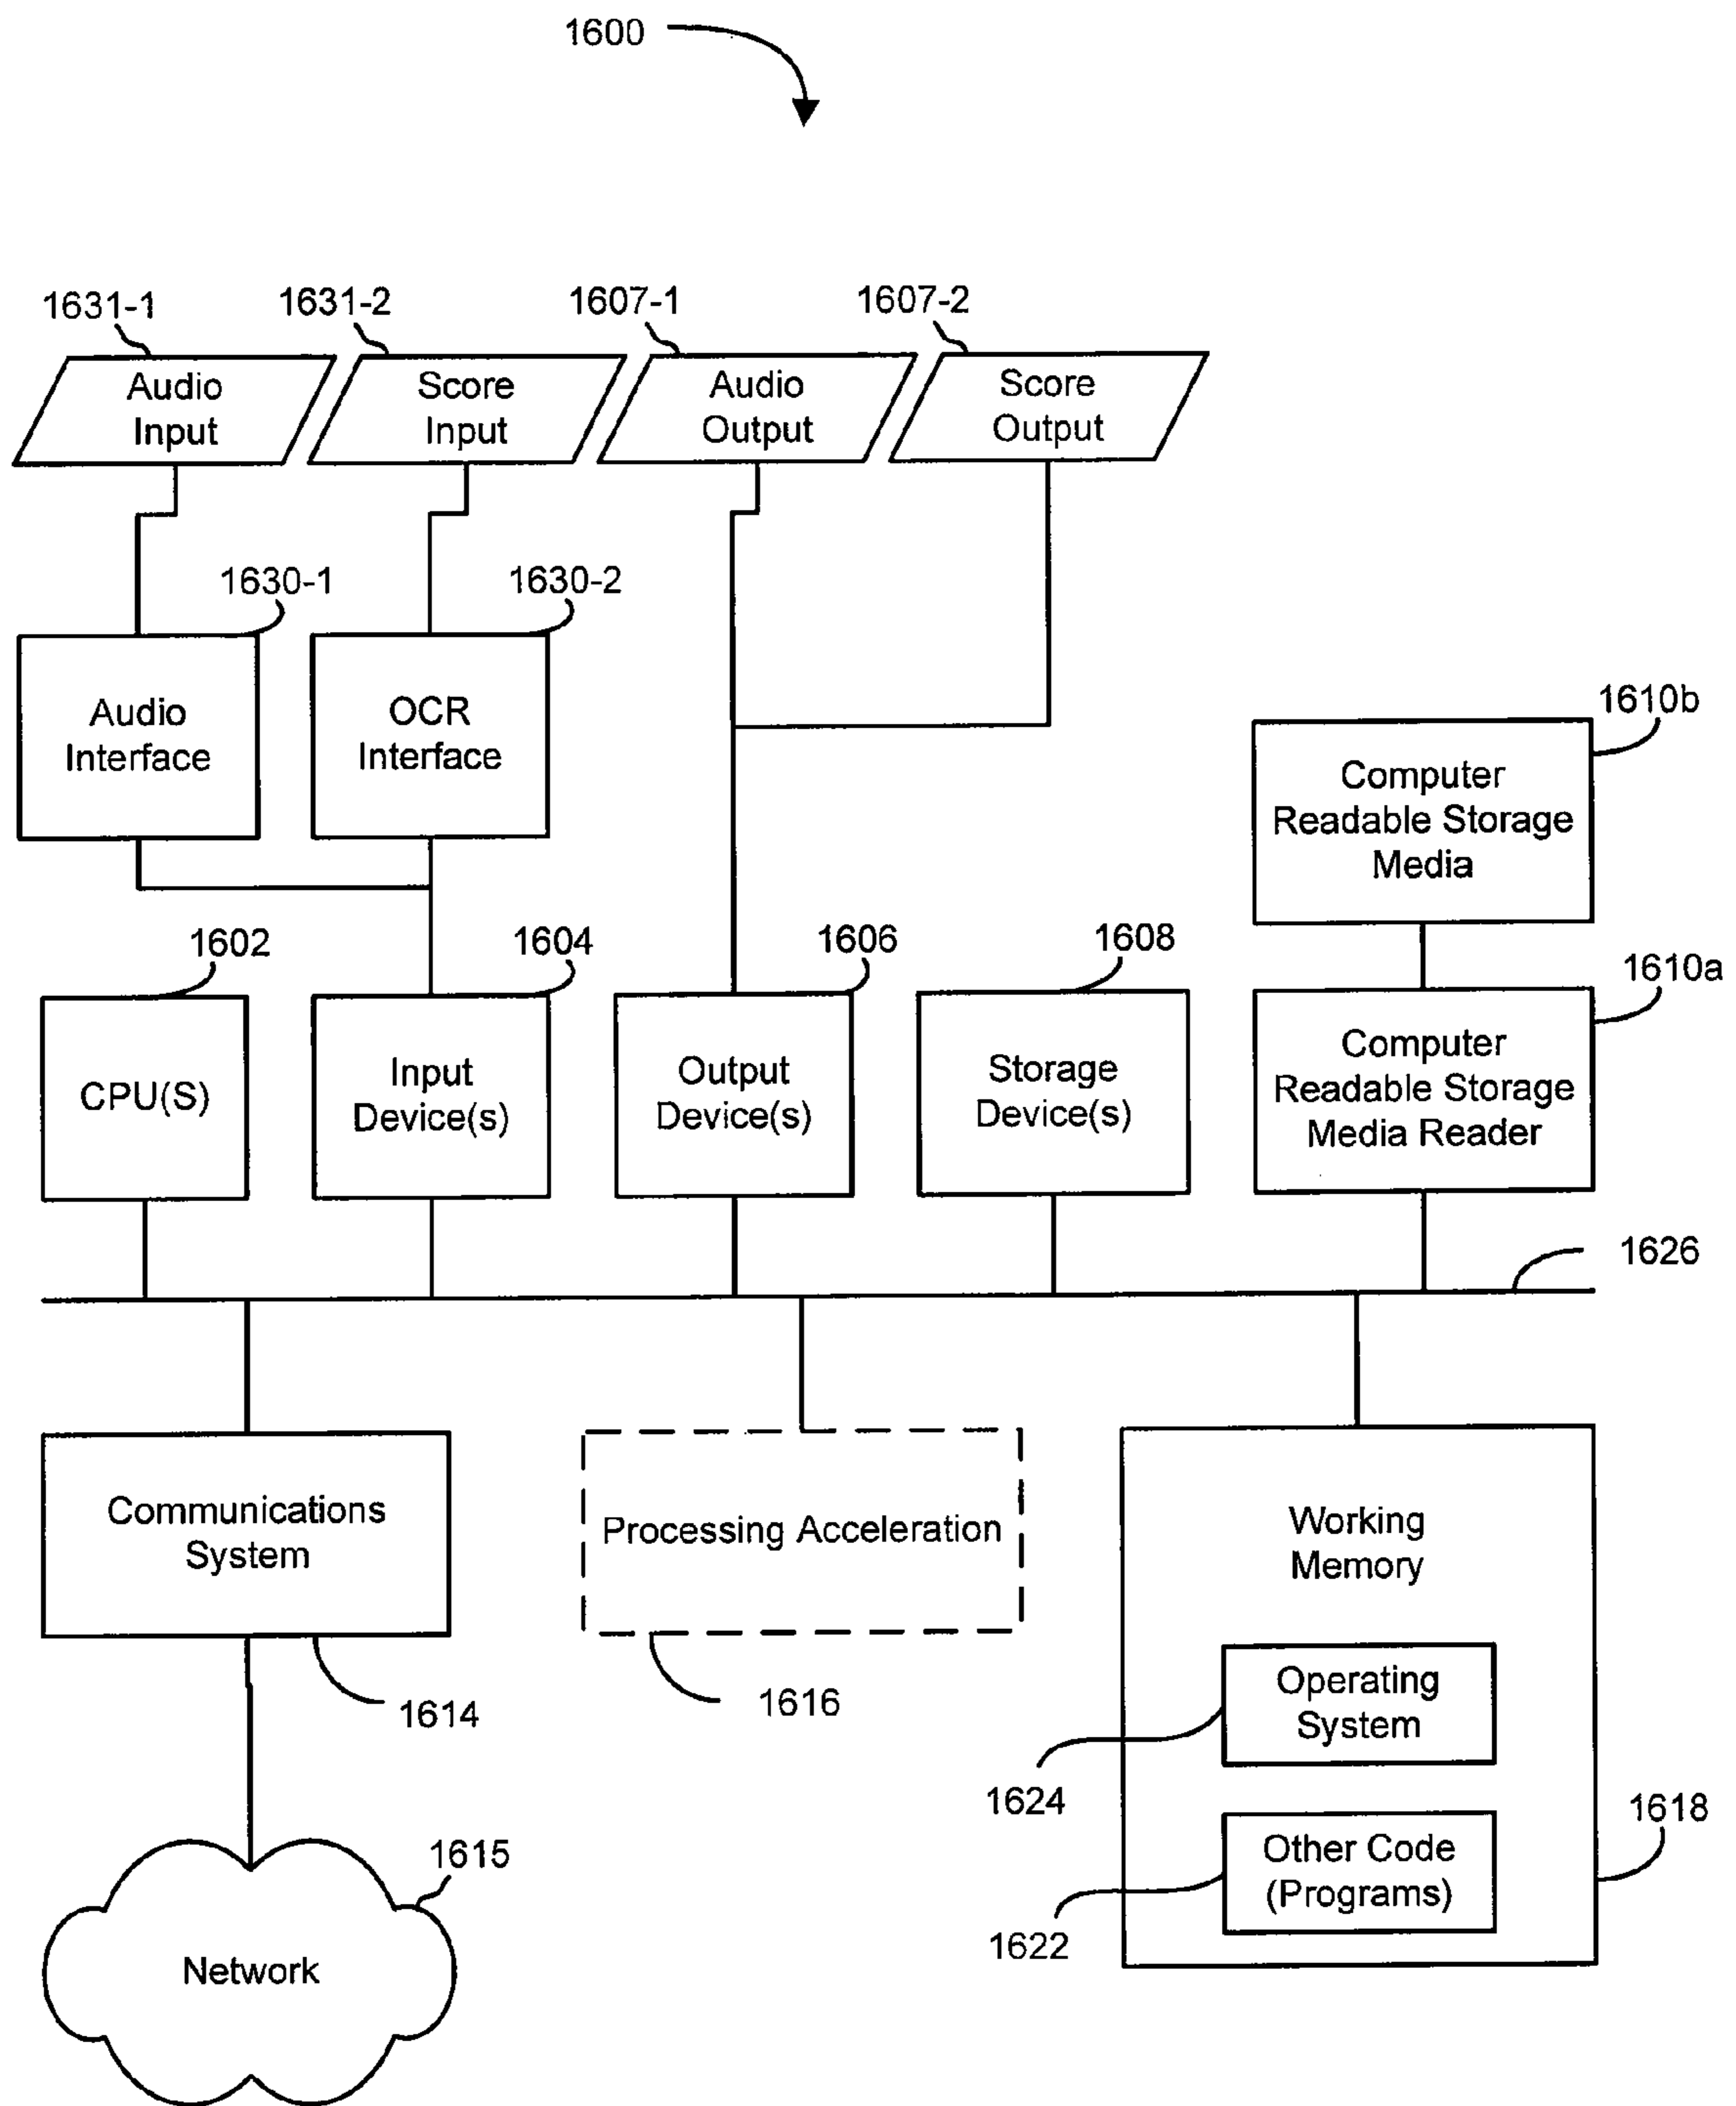 1600
1631-1
1631-2
1607-1
1607-2
Audio
Input
Score
Input
Audio
Output
Score
Output
1630-1
1630-2
Audio
Interface
OCR
Interface
1610b
Computer
Readable Storage
Media
1602
1604
1606
1608
1610a
CPU(S)
Input
Device(s)
Output
Device(s)
Storage
Device(s)
Computer
Readable Storage
Media Reader
1626
Communications
System
Processing Acceleration
Working
Memory
1614
1616
Operating
System
1624
1618
Other Code
(Programs)
1622
1615
Network